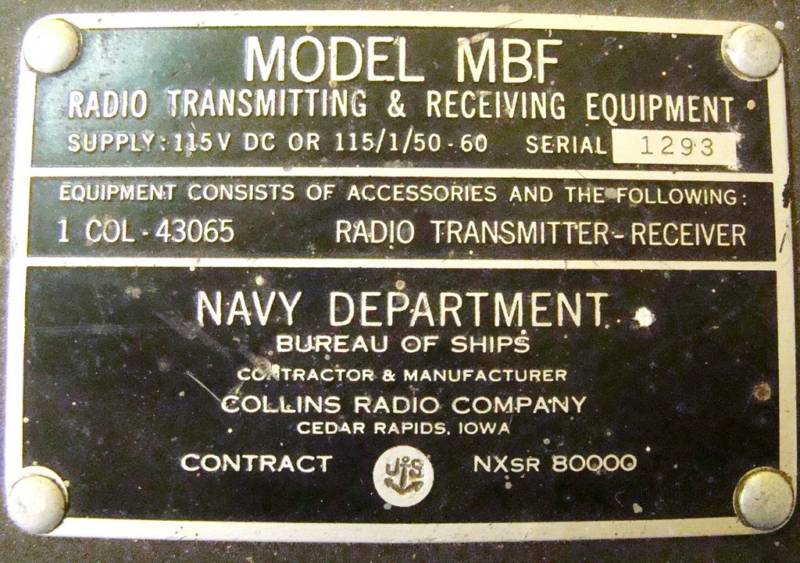 MODEL MBF
RADIO TRANSMITTING & RECEIVING EQUIPMENT
SUPPLY: 115V DC OR 115/1/50-60 SERIAL 1293
EQUIPMENT CONSISTS OF ACCESSORIES AND THE FOLLOWING:
1 COL-43065 RADIO TRANSMITTER-RECEIVER
NAVY DEPARTMENT
BUREAU OF SHIPS
CONTRACTOR & MANUFACTURER
COLLINS RADIO COMPANY
CEDAR RAPIDS, IOWA
CONTRACT US NXSR 80000